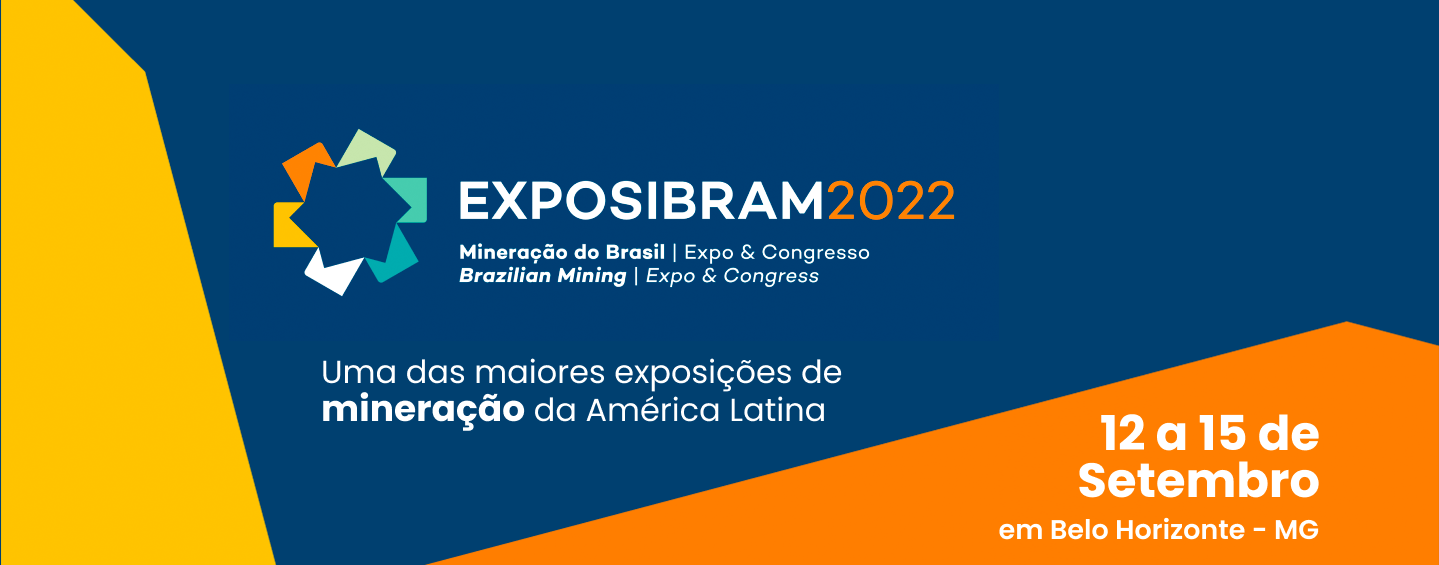 EXPOSIBRAM2022
Mineração do Brasil | Expo & Congresso
Brazilian Mining | Expo & Congress
Uma das maiores exposições de
mineração da América Latina
12 a 15 de
Setembro
em Belo Horizonte - MG